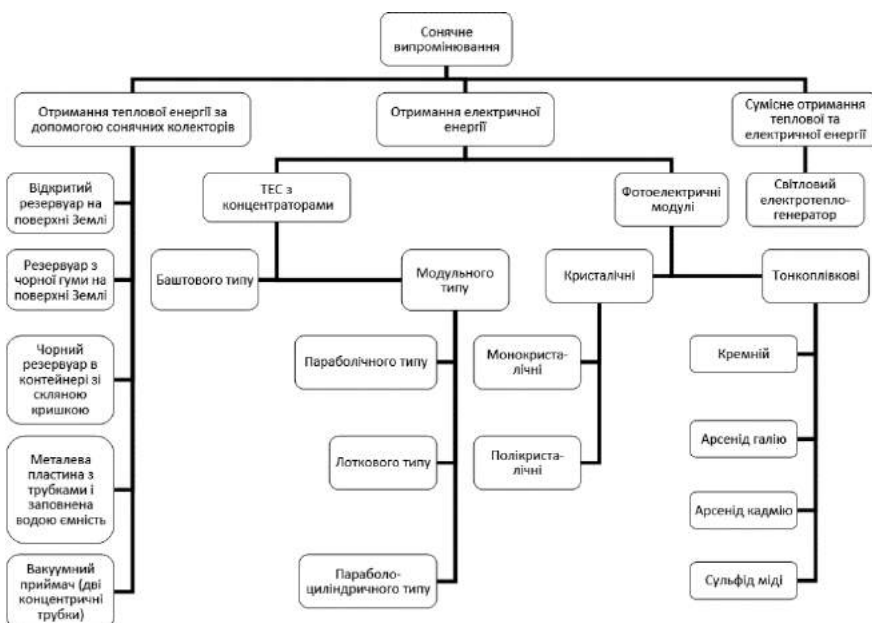 Сонячне
випромінювання
Отримання теплової енергії за
допомогою сонячних колекторів
Отримання електричної
енергії
Сумісне отримання
теплової та
електричної енергії
Відкритий
резервуар на
поверхні Землі
ТЕС з
концентраторами
Фотоелектричні
модулі
Світловий
електротепло-
генератор
Резервуар з
чорної гуми на
поверхні Землі
Баштового типу
Модульного
типу
Кристалічні
Тонкоплівкові
Чорний
резервуар в
контейнері зі
скляною
кришкою
Параболічного типу
Монокриста-
лічні
Кремній
Металева
пластина з
трубками і
заповнена
водою ємність
Лоткового типу
Полікриста-
лічні
Арсенід галію
Арсенід кадмію
Вакуумний
приймач (дві
концентричні
трубки)
Параболо-
циліндричного типу
Сульфід міді